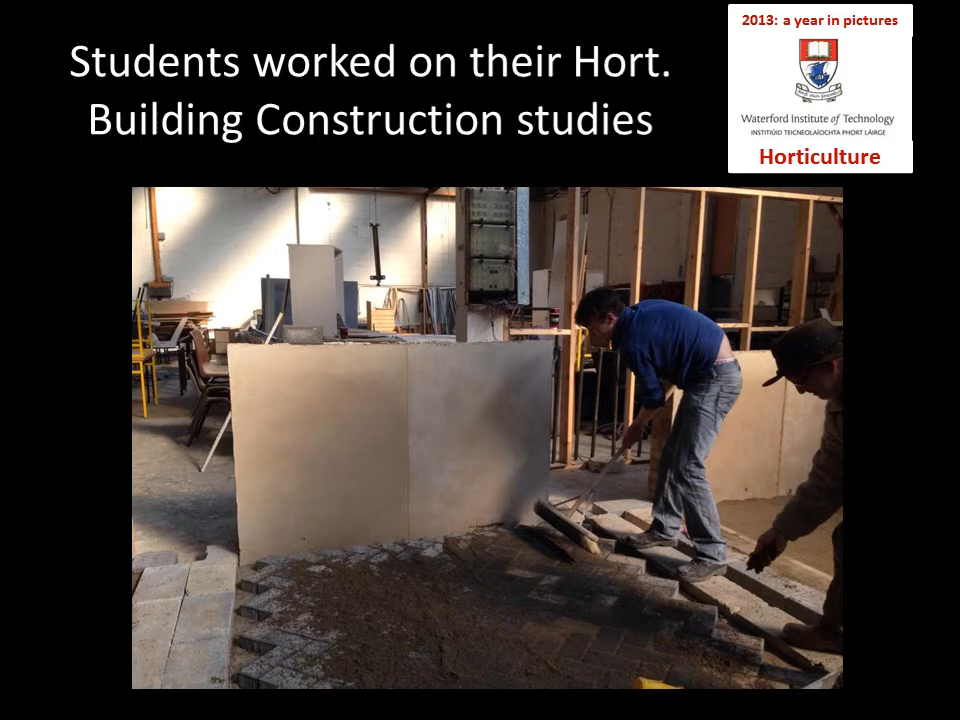 Students worked on their Hort.
Building Construction studies
2013: a year in pictures
Waterford Institute of Technology
INSTITIÚID TEICNEOLAÍOCHTA PHORT LÁIRGE
Horticulture